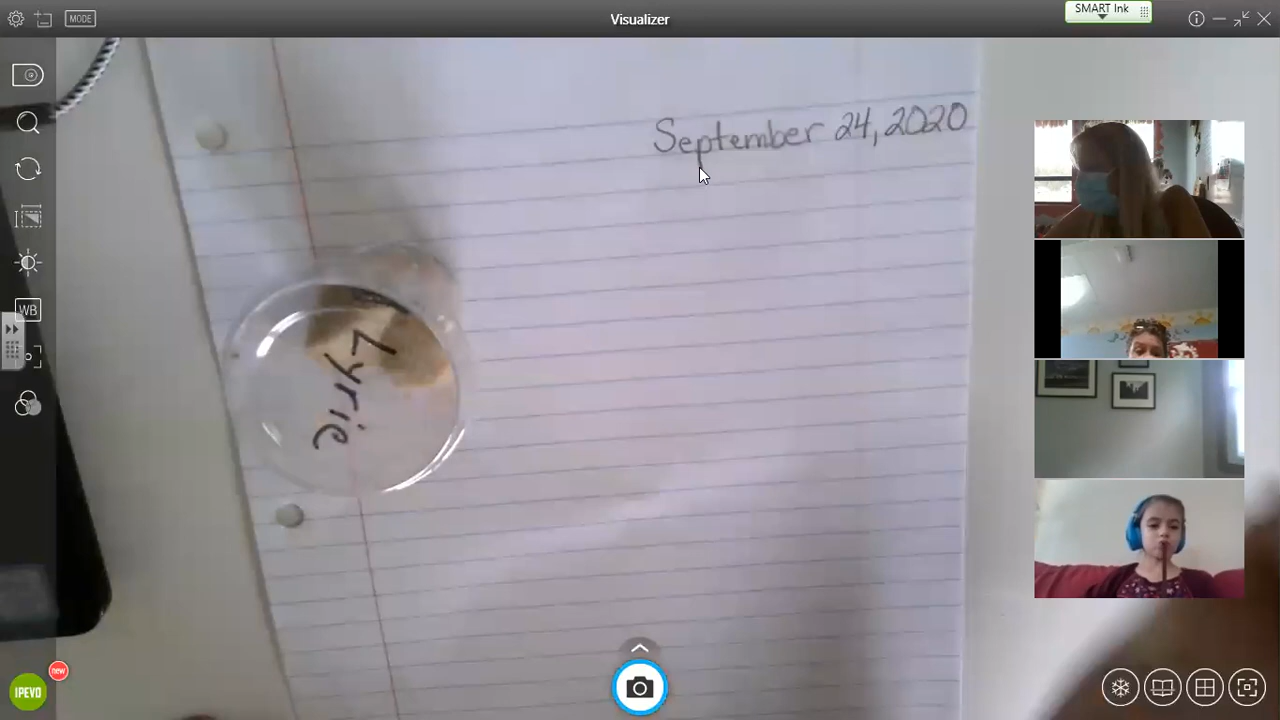 MODE
Visualizer
SMART Ink
September 24, 2020
WB
Lyric
new
IPEVO